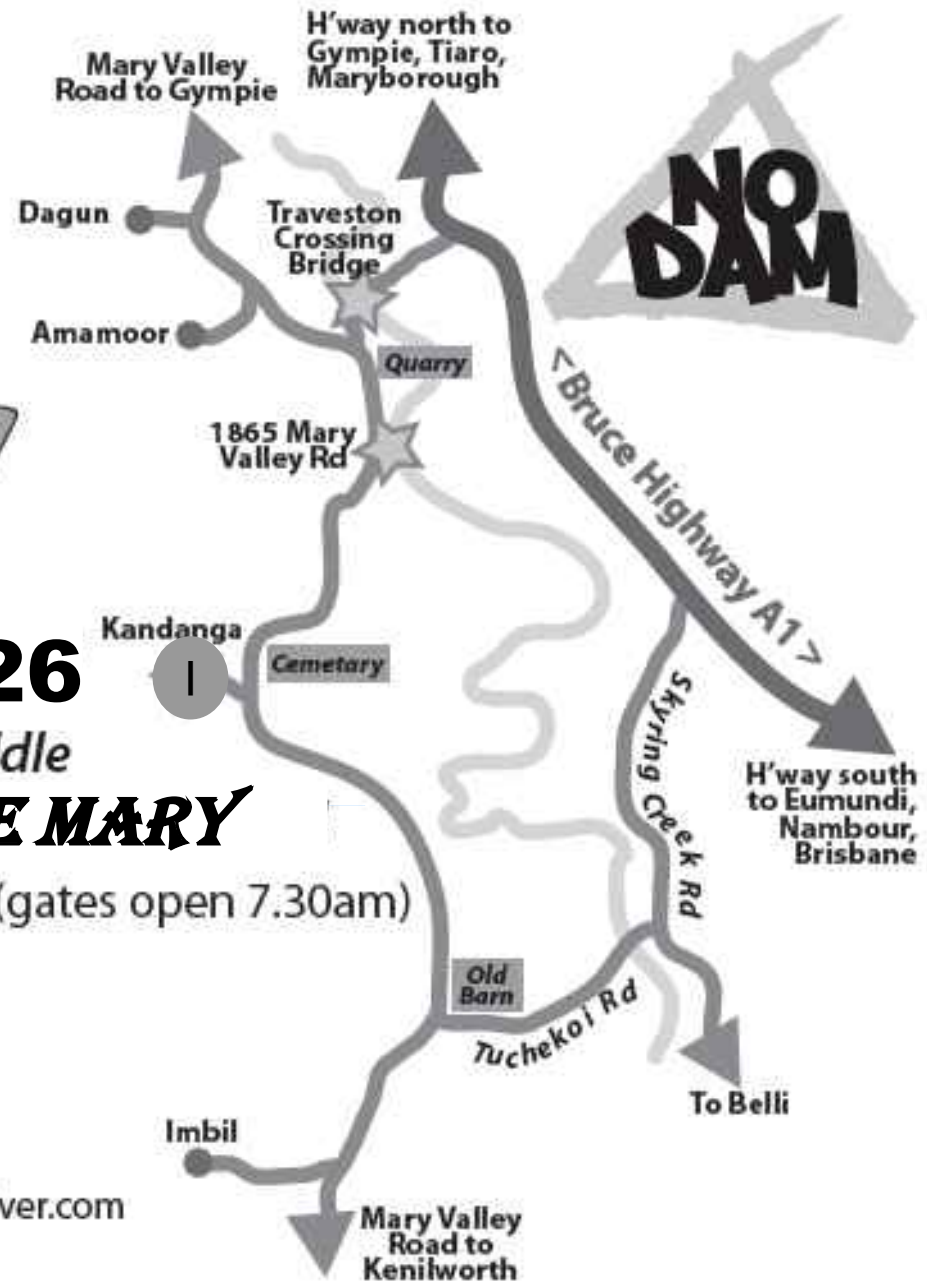 H'way north to
Gympie, Tiaro,
Maryborough
Mary Valley
Road to Gympie
NO
DAM
Dagun
Traveston
Crossing
Bridge
Amamoor
Quarry
<Bruce Highway A1>
1865 Mary
Valley Rd
Kandanga
I
Cemetary
26
ddle
E MARY
(gates open 7.30am)
Skyring Creek Rd
H'way south
to Eumundi,
Nambour,
Brisbane
Old
Barn
Tuchekoi Rd
To Belli
Imbil
ver.com
Mary Valley
Road to
Kenilworth